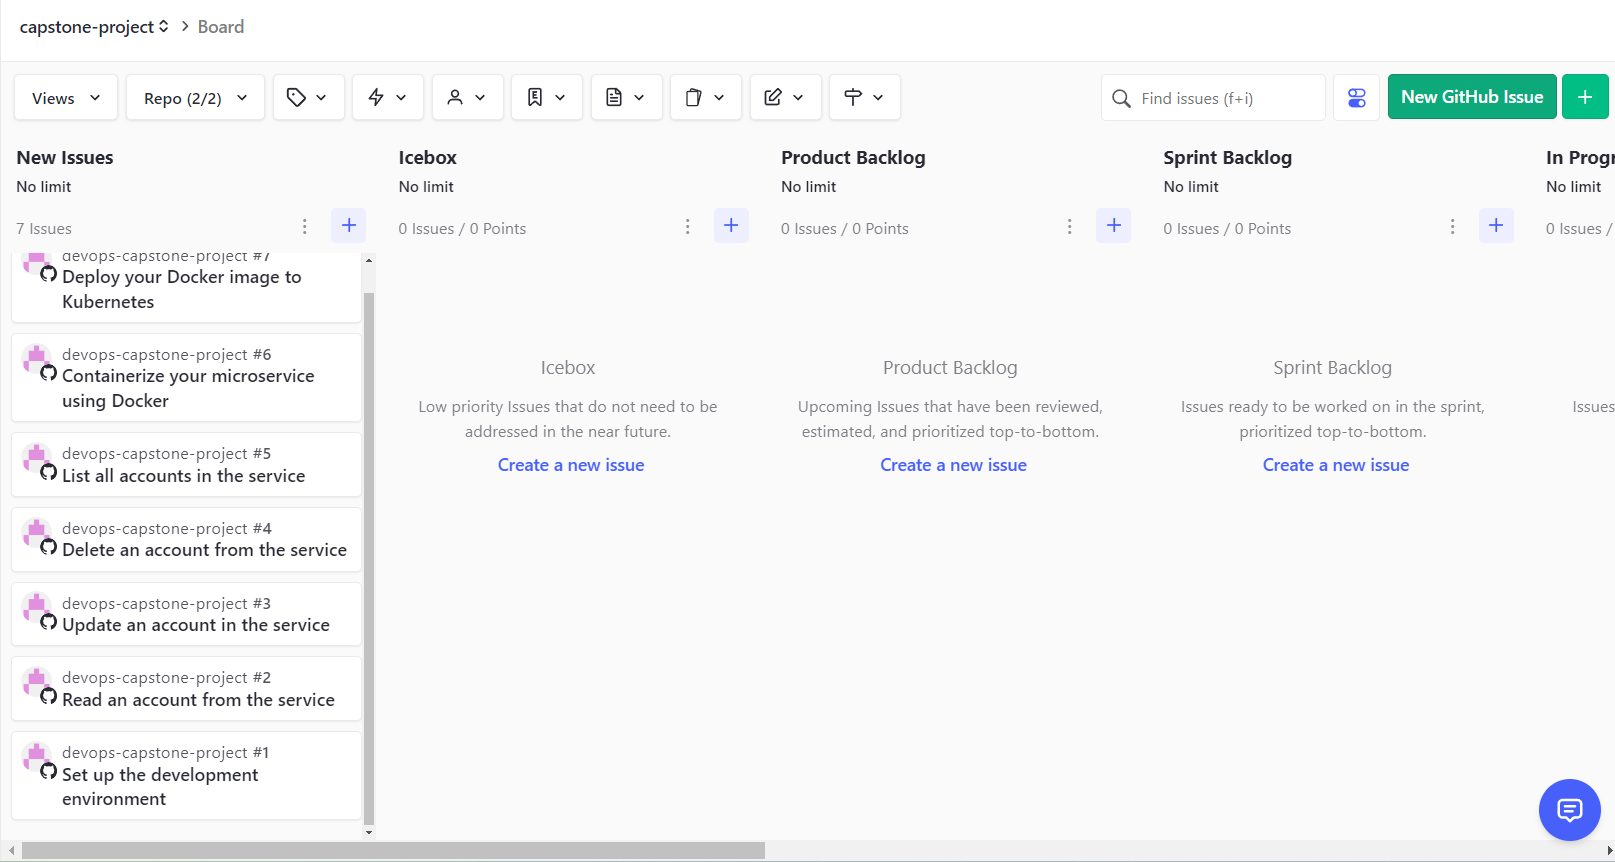 capstone-project > Board
Views
Repo (2/2)
Find issues (f+i)
New GitHub Issue
+
New Issues
No limit
7 Issues
+
devops-capstone-project #7
Deploy your Docker image to
Kubernetes
devops-capstone-project #6
Containerize your microservice
using Docker
devops-capstone-project #5
List all accounts in the service
devops-capstone-project #4
Delete an account from the service
devops-capstone-project #3
Update an account in the service
devops-capstone-project #2
Read an account from the service
devops-capstone-project #1
Set up the development
environment
Icebox
No limit
0 Issues / 0 Points
+
Icebox
Low priority Issues that do not need to be
addressed in the near future.
Create a new issue
Product Backlog
No limit
0 Issues / 0 Points
+
Product Backlog
Upcoming Issues that have been reviewed,
estimated, and prioritized top-to-bottom.
Create a new issue
Sprint Backlog
No limit
0 Issues / 0 Points
+
Sprint Backlog
Issues ready to be worked on in the sprint,
prioritized top-to-bottom.
Create a new issue
In Progr
No limit
0 Issues /
Issues